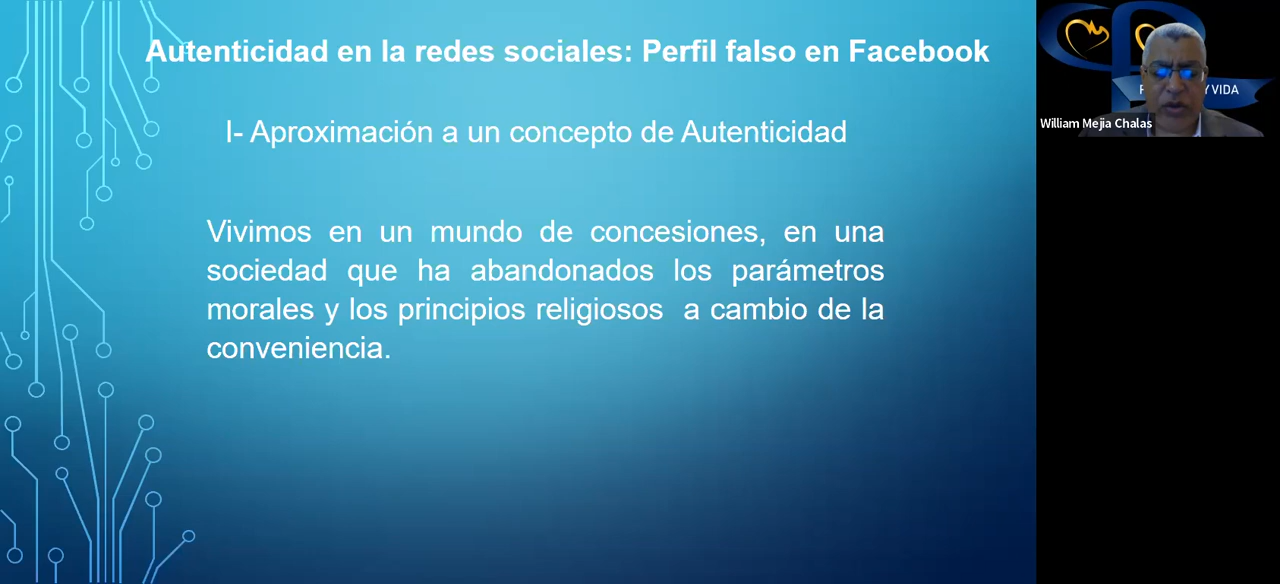 Autenticidad en la redes sociales: Perfil falso en Facebook
I- Aproximación a un concepto de Autenticidad
Vivimos en un mundo de concesiones, en una
sociedad que ha abandonados los parámetros
morales y los principios religiosos a cambio de la
conveniencia.
Y VIDA
William Mejia Chalas